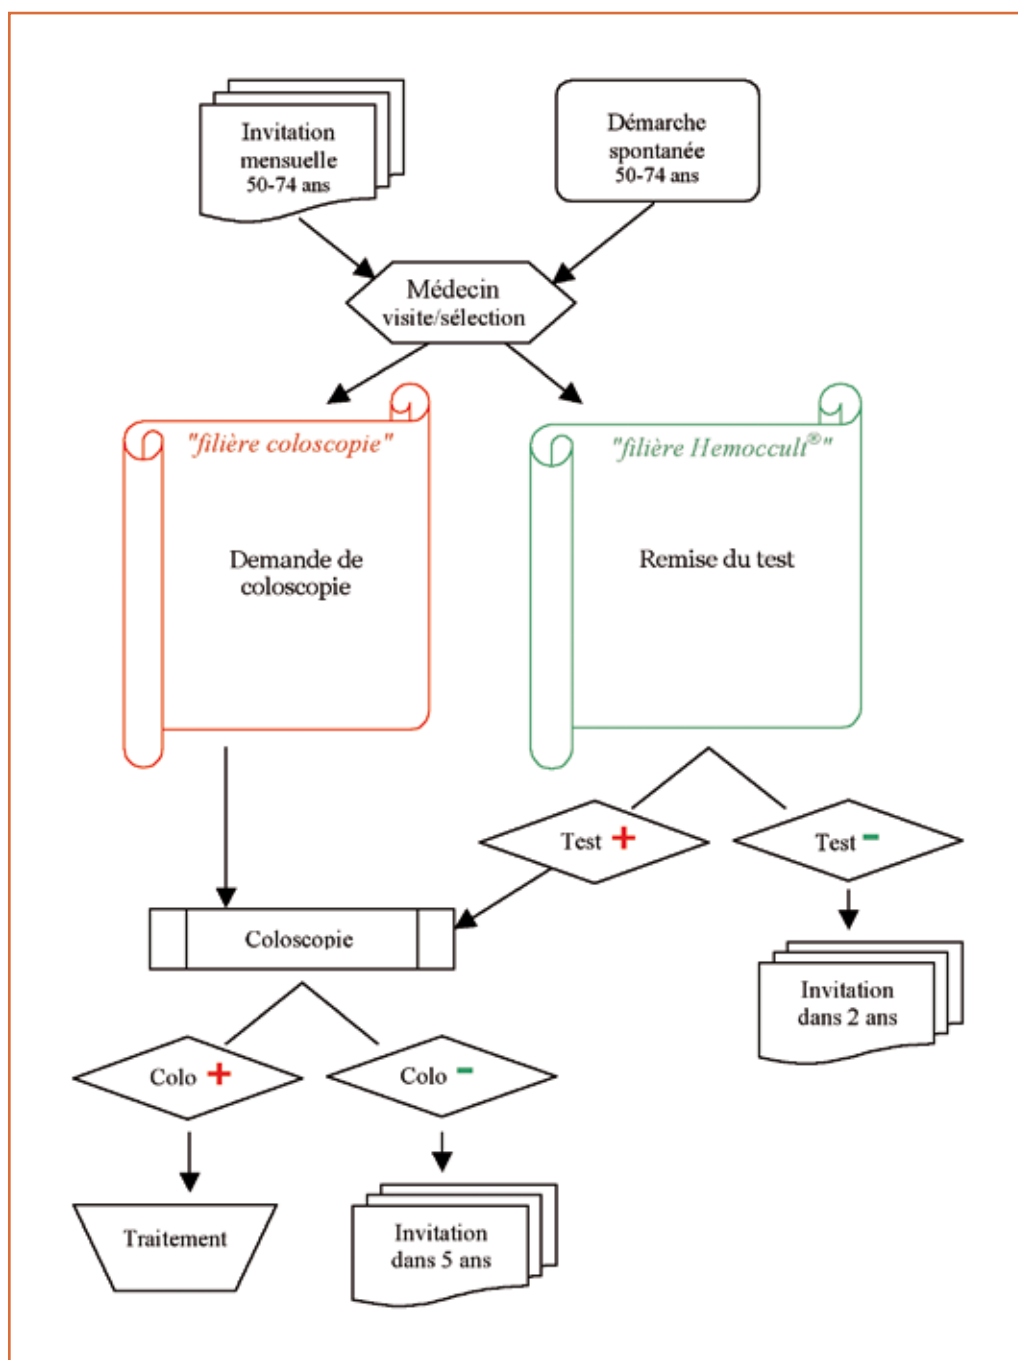 Invitation
mensuelle
50-74 ans
Démarche
spontanée
50-74 ans
Médecin
visite/sélection
"filière coloscopie"
Demande de
coloscopie
"filière Hemoccult®"
Remise du test
Test +
Test -
Coloscopie
Invitation
dans 2 ans
Colo +
Colo -
Traitement
Invitation
dans 5 ans